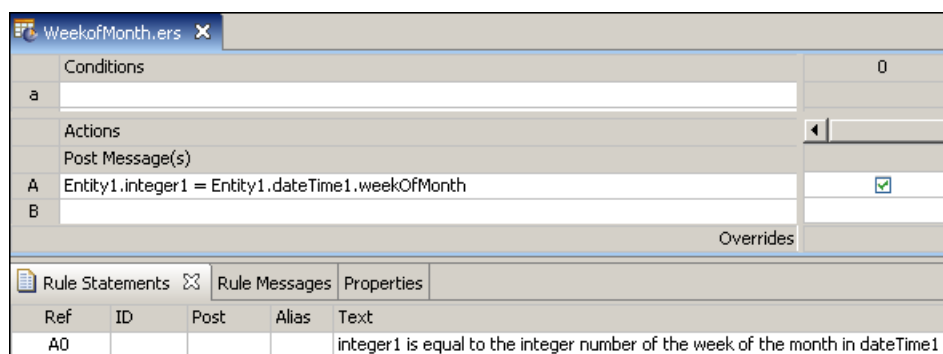 WeekofMonth.ers
Conditions 0
a
Actions
Post Message(s)
A Entity1.integer1 = Entity1.dateTime1.weekOfMonth
B
Overrides
Rule Statements Rule Messages Properties
Ref ID Post Alias Text
A0 integer1 is equal to the integer number of the week of the month in dateTime1